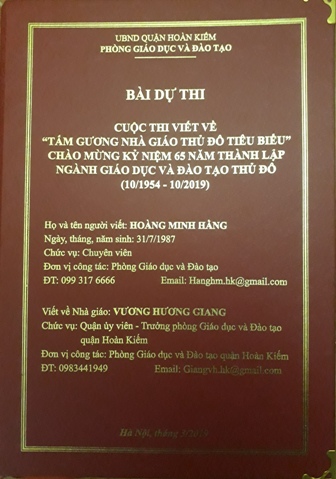 UBND QUẬN HOÀN KIẾM
PHÒNG GIÁO DỤC VÀ ĐÀO TẠO
BÀI DỰ THI
CUỘC THI VIẾT VỀ
“TẤM GƯƠNG NHÀ GIÁO THỦ ĐÔ TIÊU BIỂU”
CHÀO MỪNG KỶ NIỆM 65 NĂM THÀNH LẬP
NGÀNH GIÁO DỤC VÀ ĐÀO TẠO THỦ ĐÔ
(10/1954 - 10/2019)
Họ và tên người viết: HOÀNG MINH HẰNG
Ngày, tháng, năm sinh: 31/7/1987
Chức vụ: Chuyên viên
Đơn vị công tác: Phòng Giáo dục và Đào tạo
ĐT: 099 317 6666 Email: Hanghm.hk@gmail.com
Viết về Nhà giáo: VƯƠNG HƯƠNG GIANG
Chức vụ: Quận ủy viên - Trưởng phòng Giáo dục và Đào tạo
quận Hoàn Kiếm
Đơn vị công tác: Phòng Giáo dục và Đào tạo quận Hoàn Kiếm
ĐT: 0983441949 Email: Giangvh.hk@gmail.com
Hà Nội, tháng